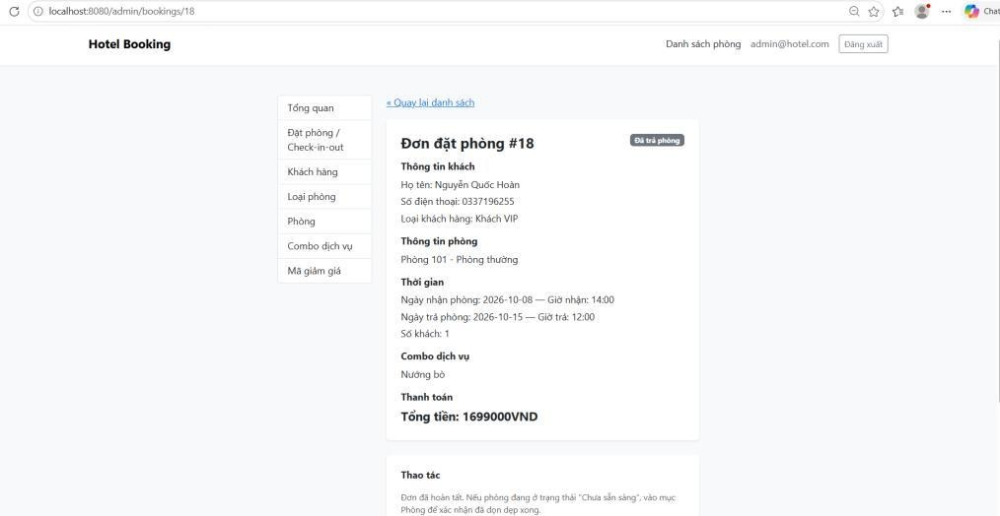 localhost:8080/admin/bookings/18
Chat
Hotel Booking
Danh sách phòng
admin@hotel.com
Đăng xuất
Tổng quan
Đặt phòng /
Check-in-out
Khách hàng
Loại phòng
Phòng
Combo dịch vụ
Mã giảm giá
« Quay lại danh sách
Đơn đặt phòng #18
Đã trả phòng
Thông tin khách
Họ tên: Nguyễn Quốc Hoàn
Số điện thoại: 0337196255
Loại khách hàng: Khách VIP
Thông tin phòng
Phòng 101 - Phòng thường
Thời gian
Ngày nhận phòng: 2026-10-08 — Giờ nhận: 14:00
Ngày trả phòng: 2026-10-15 — Giờ trả: 12:00
Số khách: 1
Combo dịch vụ
Nướng bò
Thanh toán
Tổng tiền: 1699000VND
Thao tác
Đơn đã hoàn tất. Nếu phòng đang ở trạng thái "Chưa sẵn sàng", vào mục
Phòng để xác nhận đã dọn dẹp xong.